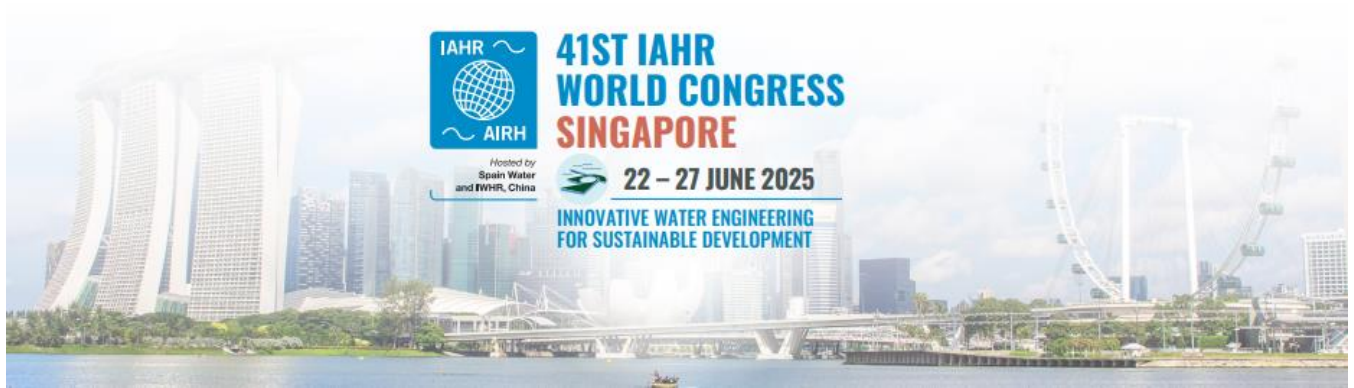 IAHR
AIRH
Hosted by
Spain Water
and IWHR, China
41ST IAHR
WORLD CONGRESS
SINGAPORE
22 – 27 JUNE 2025
INNOVATIVE WATER ENGINEERING
FOR SUSTAINABLE DEVELOPMENT